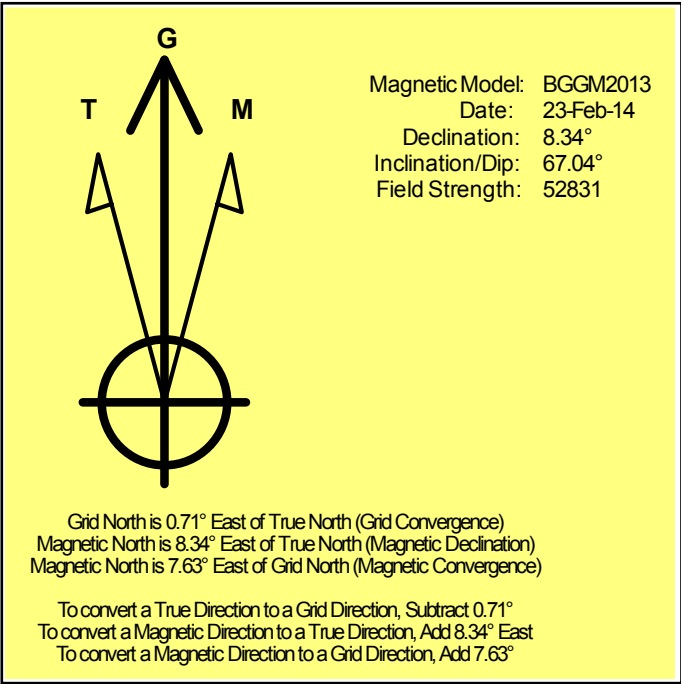 G
T M
Magnetic Model: BGGM2013
Date: 23-Feb-14
Declination: 8.34°
Inclination/Dip: 67.04°
Field Strength: 52831
Grid North is 0.71° East of True North (Grid Convergence)
Magnetic North is 8.34° East of True North (Magnetic Declination)
Magnetic North is 7.63° East of Grid North (Magnetic Convergence)
To convert a True Direction to a Grid Direction, Subtract 0.71°
To convert a Magnetic Direction to a True Direction, Add 8.34° East
To convert a Magnetic Direction to a Grid Direction, Add 7.63°